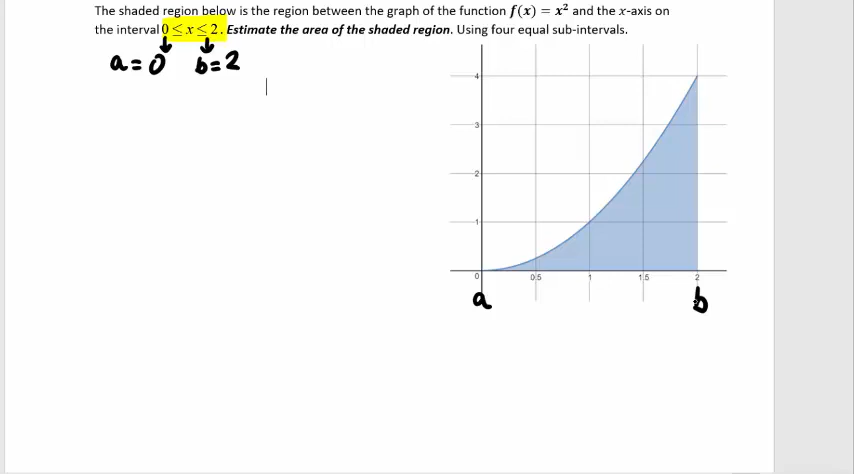 The shaded region below is the region between the graph of the function f(x) = x² and the x-axis on
the interval 0 ≤ x ≤ 2. Estimate the area of the shaded region. Using four equal sub-intervals.
a = 0 b = 2
4
3
2
1
0 0.5 1 1.5 2
a b